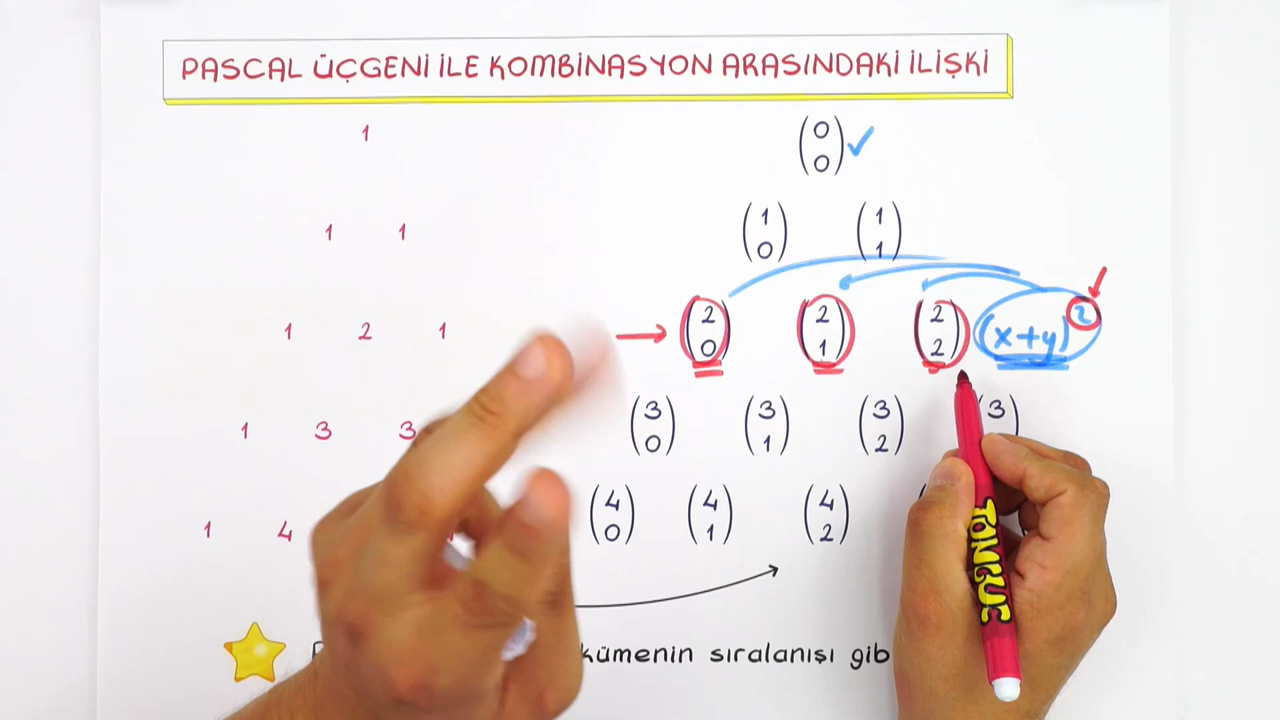 PASCAL ÜÇGENİ İLE KOMBİNASYON ARASINDAKİ İLİŞKİ
1
(0 0) ✓
1 1
(1 0) (1 1)
1 2 1
(2 0) (2 1) (2 2) (x+y)²
1 3 3
(3 0) (3 1) (3 2) (3
1 4
(4 0) (4 1) (4 2)
kümenin sıralanışı gib
TONGUÇ